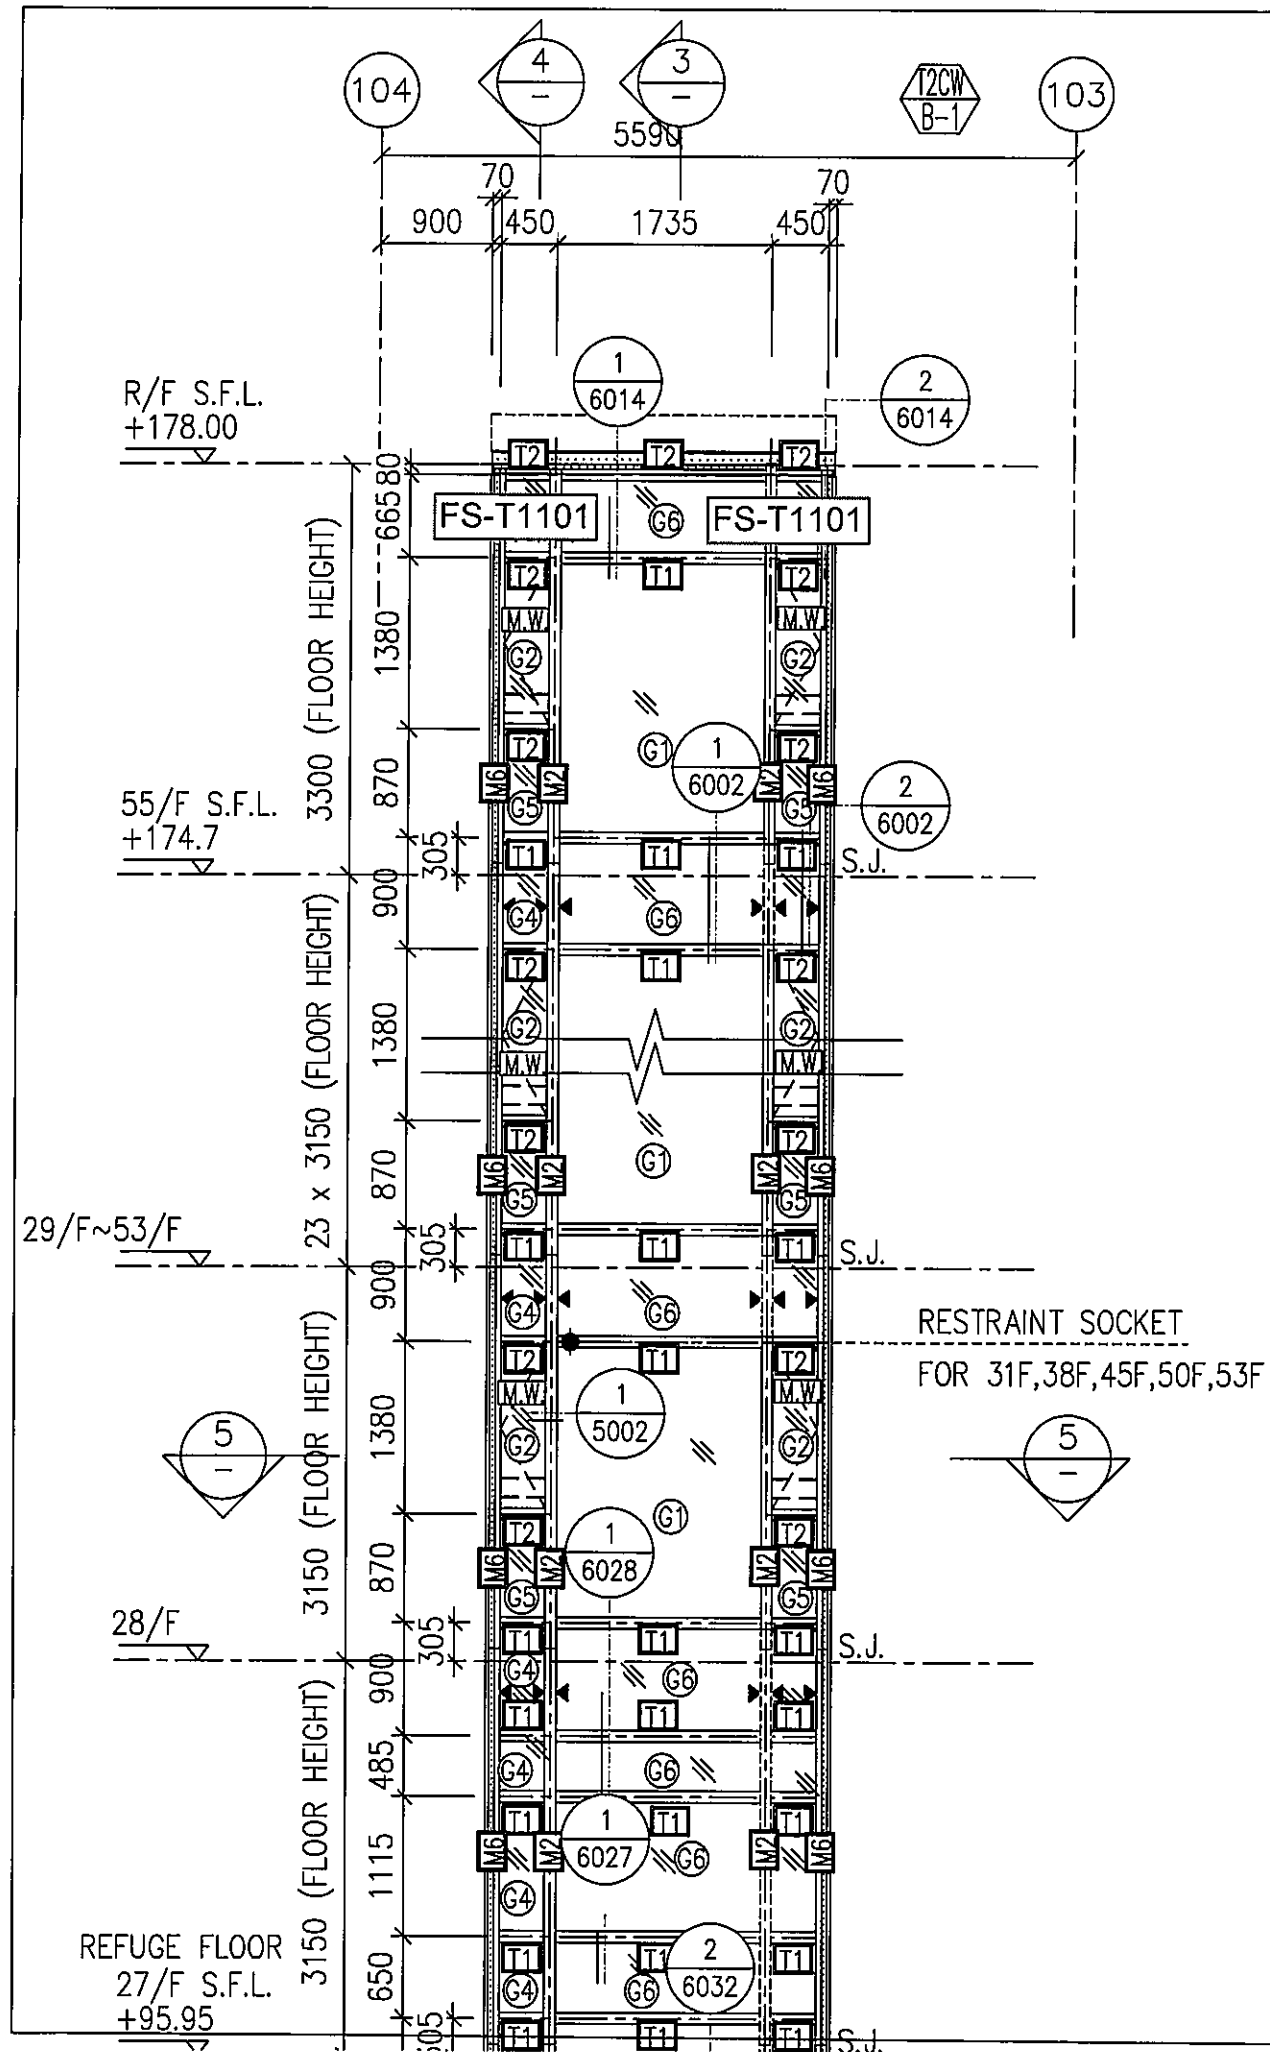 104
4
-
3
-
T2CW
B-1
103
5590
70
70
900
450
1735
450
1
6014
2
6014
R/F S.F.L.
+178.00
T2
T2
T2
80
665
FS-T1101
G6
FS-T1101
T2
T1
T2
M.W.
M.W.
1380
G2
G2
3300 (FLOOR HEIGHT)
G1
1
6002
T2
T2
M6
M2
M2
M6
870
G5
G5
2
6002
55/F S.F.L.
+174.7
305
T1
T1
T1
S.J.
900
G4
G6
T2
T1
T2
23 x 3150 (FLOOR HEIGHT)
1380
G2
G2
M.W.
M.W.
T2
G1
T2
M6
M2
M2
M6
870
G5
G5
29/F~53/F
305
T1
T1
T1
S.J.
900
G4
G6
RESTRAINT SOCKET
FOR 31F,38F,45F,50F,53F
T2
T1
T2
M.W.
M.W.
1
5002
3150 (FLOOR HEIGHT)
1380
G2
G2
5
-
5
-
G1
T2
1
6028
T2
M6
M2
M2
M6
870
G5
G5
28/F
305
T1
T1
T1
S.J.
G4
G6
900
T1
T1
T1
485
G4
G6
3150 (FLOOR HEIGHT)
T1
1
6027
T1
T1
M6
M2
M2
M6
1115
G6
G4
REFUGE FLOOR
27/F S.F.L.
+95.95
650
T1
T1
2
6032
T1
G4
G6
T1
T1
T1
S.J.